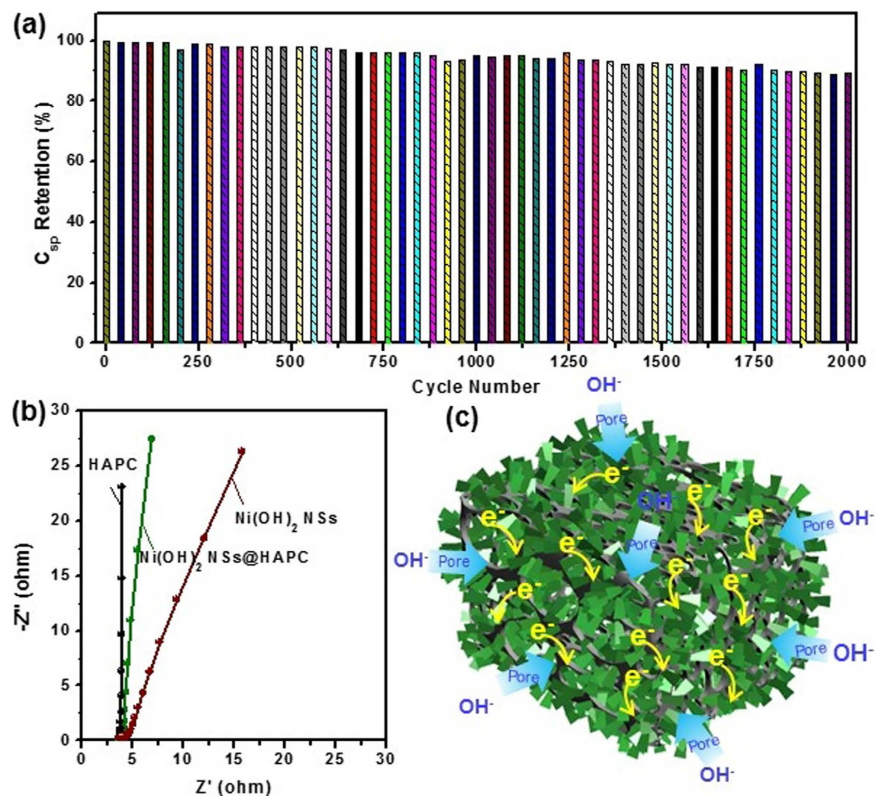 (a)
100
80
60
40
20
0
C_sp Retention (%)
0 250 500 750 1000 1250 1500 1750 2000
Cycle Number
(b)
30
25
20
15
10
5
0
-Z'' (ohm)
HAPC
Ni(OH)₂ NSs
Ni(OH)₂ NSs@HAPC
0 5 10 15 20 25 30
Z' (ohm)
(c)
OH-
Pore
e-
OH-
e-
e-
e-
OH-
Pore
OH-
Pore
e-
Pore
e-
e-
e-
e-
e-
e-
Pore
OH-
Pore
e-
OH-
Pore
OH-